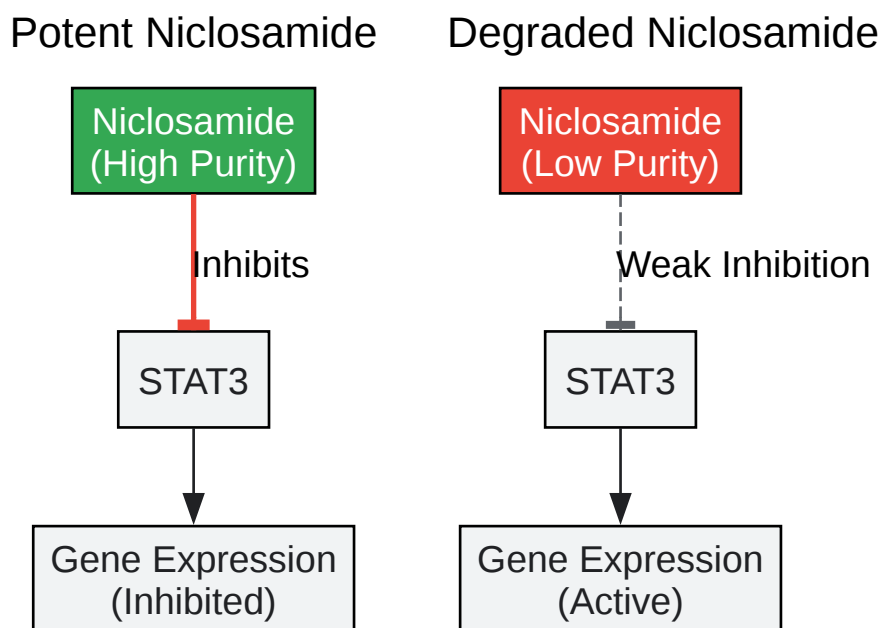 Potent Niclosamide
Niclosamide
(High Purity)
Inhibits
STAT3
Gene Expression
(Inhibited)
Degraded Niclosamide
Niclosamide
(Low Purity)
Weak Inhibition
STAT3
Gene Expression
(Active)